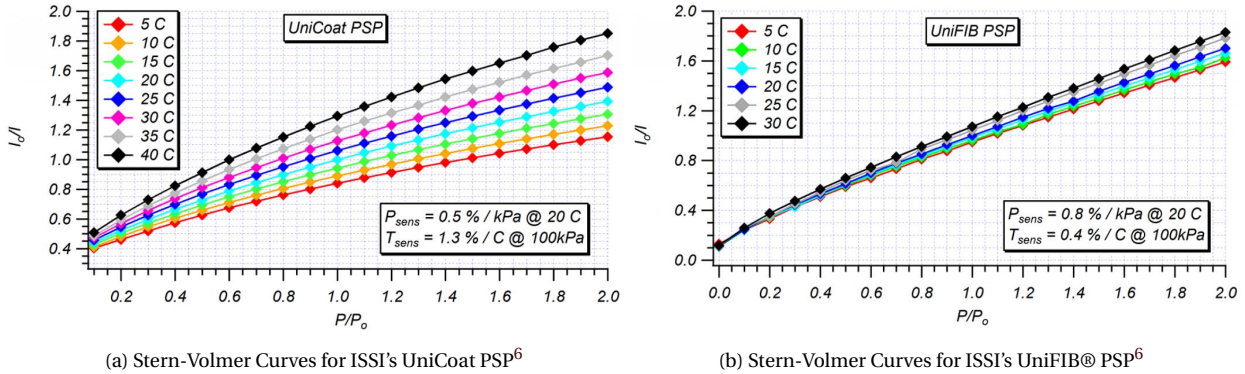 UniCoat PSP
5 C
10 C
15 C
20 C
25 C
30 C
35 C
40 C
P_sens = 0.5 % / kPa @ 20 C
T_sens = 1.3 % / C @ 100kPa
I_o/I
2.0
1.8
1.6
1.4
1.2
1.0
0.8
0.6
0.4
0.2 0.4 0.6 0.8 1.0 1.2 1.4 1.6 1.8 2.0
P/P_o
(a) Stern-Volmer Curves for ISSI's UniCoat PSP⁶
UniFIB PSP
5 C
10 C
15 C
20 C
25 C
30 C
P_sens = 0.8 % / kPa @ 20 C
T_sens = 0.4 % / C @ 100kPa
I_o/I
2.0
1.6
1.2
0.8
0.4
0.0
0.0 0.2 0.4 0.6 0.8 1.0 1.2 1.4 1.6 1.8 2.0
P/P_o
(b) Stern-Volmer Curves for ISSI's UniFIB® PSP⁶